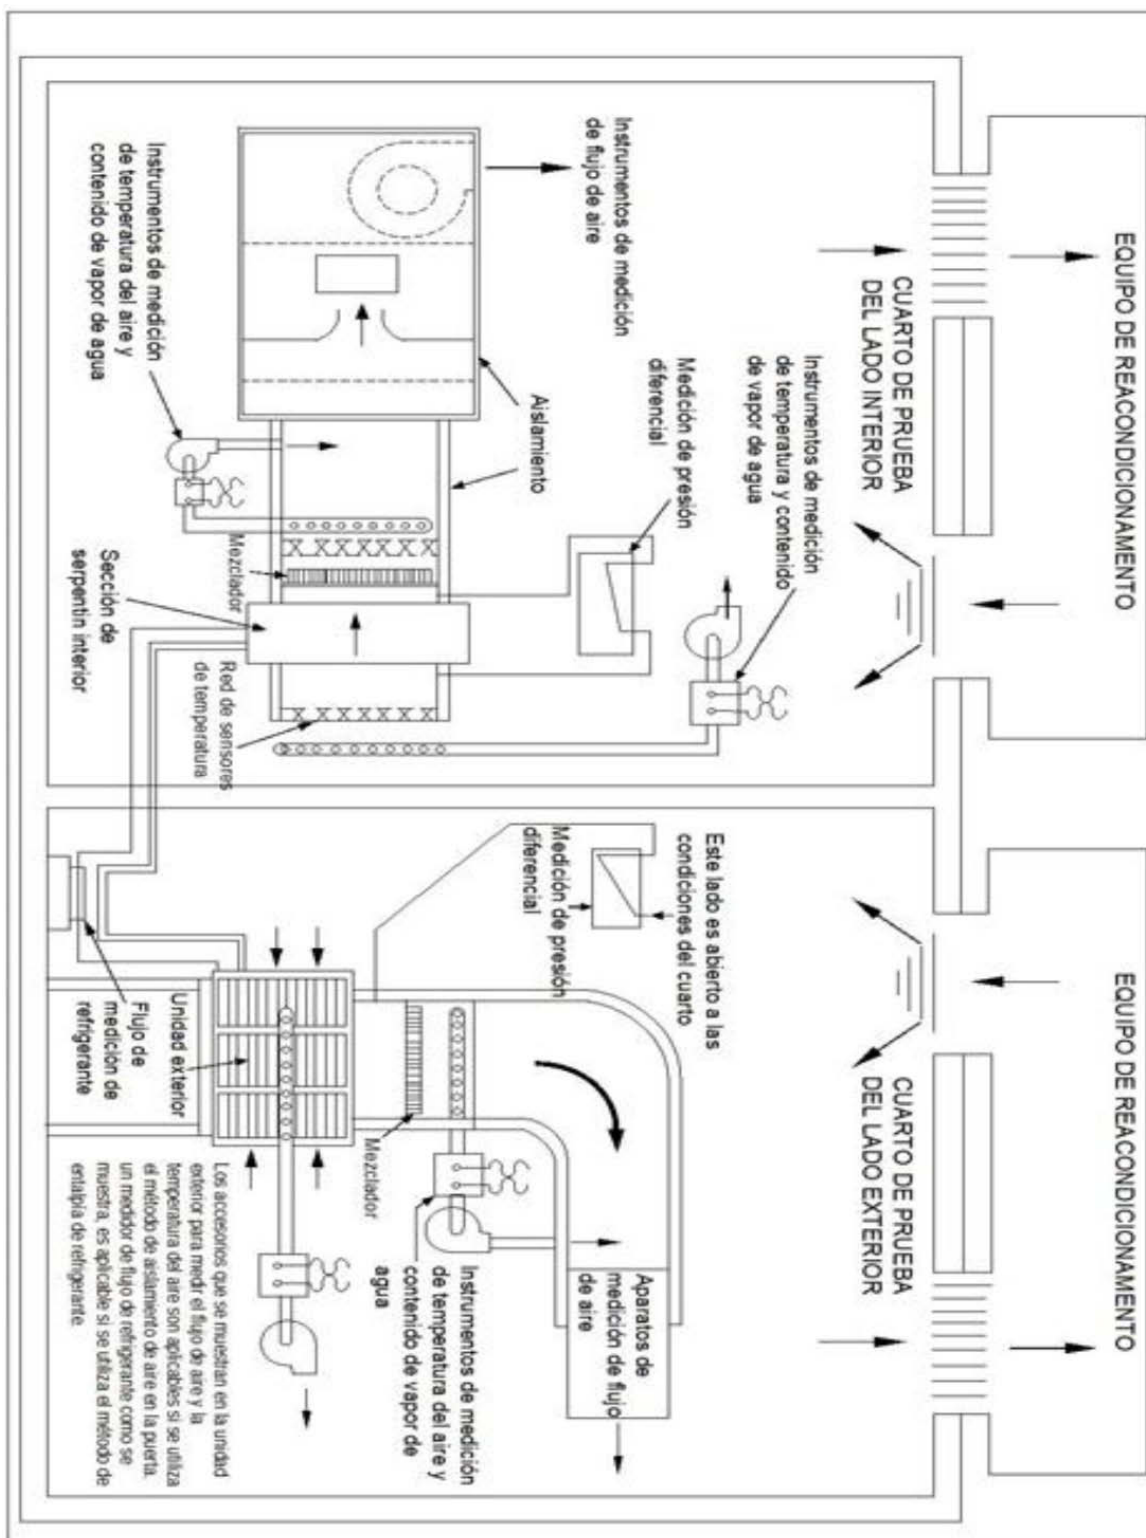 EQUIPO DE REACONDICIONAMENTO
EQUIPO DE REACONDICIONAMENTO
CUARTO DE PRUEBA
DEL LADO INTERIOR
CUARTO DE PRUEBA
DEL LADO EXTERIOR
Instrumentos de medición
de temperatura y contenido
de vapor de agua
Medición de presión
diferencial
Instrumentos de medición
de flujo de aire
Aislamiento
Instrumentos de medición
de temperatura del aire y
contenido de vapor de agua
Mezclador
Sección de
serpentin interior
Red de sensores
de temperatura
Este lado es abierto a las
condiciones del cuarto
Medición de presión
diferencial
Aparatos de
medición de flujo
de aire
Instrumentos de medición
de temperatura del aire y
contenido de vapor de
agua
Mezclador
Unidad exterior
Flujo de
medición de
refrigerante
Los accesorios que se muestran en la unidad
exterior para medir el flujo de aire y la
temperatura del aire son aplicables si se utiliza
el método de aislamiento de aire en la puerta.
un medidor de flujo de refrigerante como se
muestra, es aplicable si se utiliza el método de
entalpia de refrigerante.